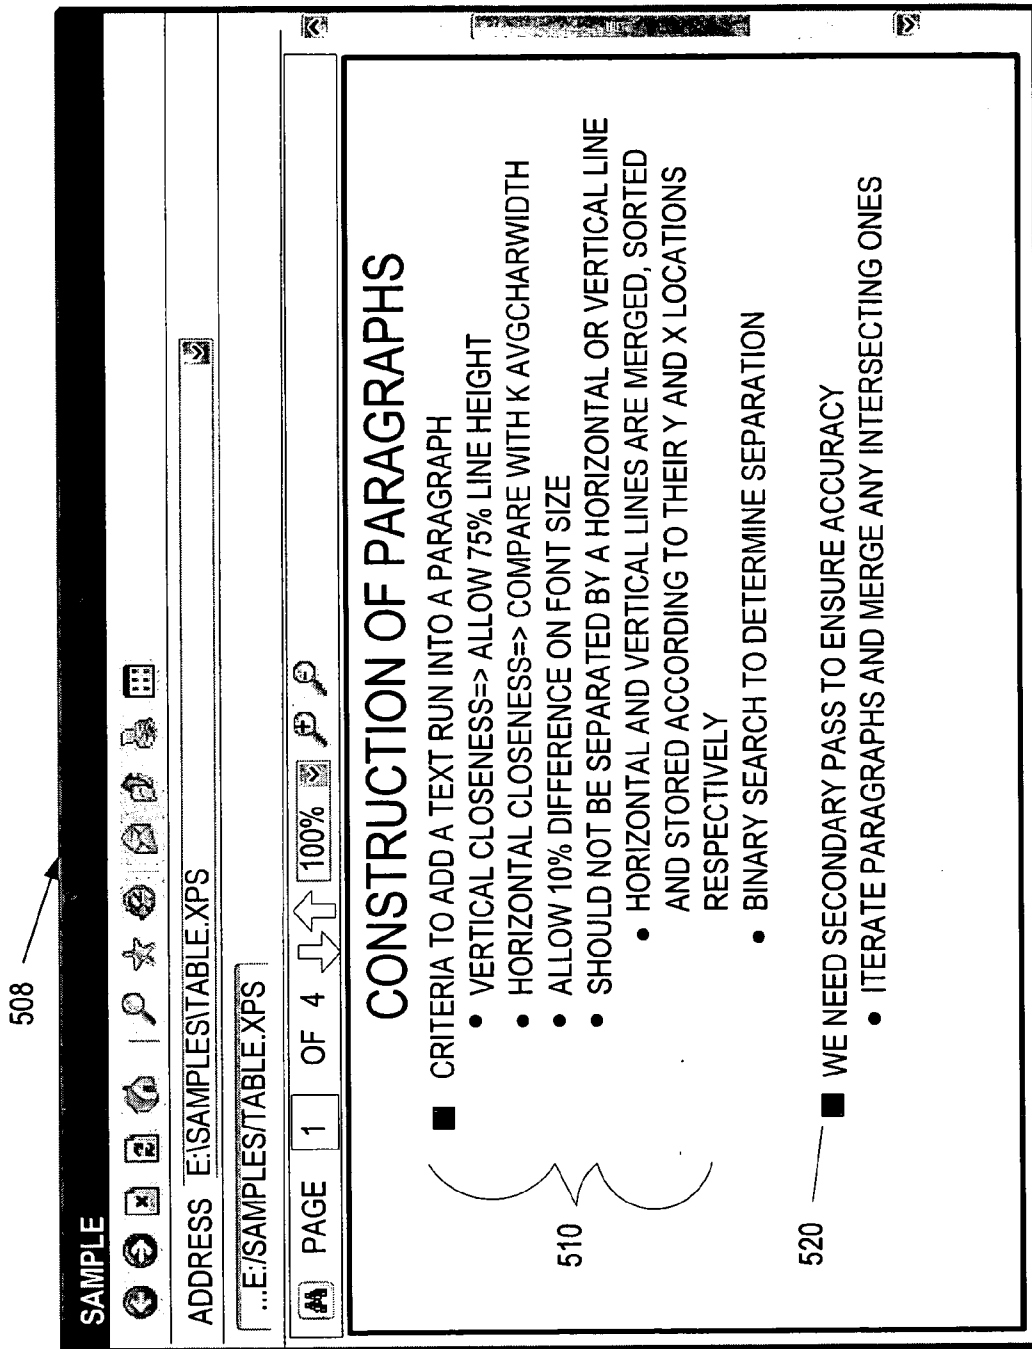 508
SAMPLE
ADDRESS E:\SAMPLES\TABLE.XPS
...E:/SAMPLES/TABLE.XPS
PAGE 1 OF 4 100%
CONSTRUCTION OF PARAGRAPHS
■ CRITERIA TO ADD A TEXT RUN INTO A PARAGRAPH
• VERTICAL CLOSENESS=> ALLOW 75% LINE HEIGHT
• HORIZONTAL CLOSENESS=> COMPARE WITH K AVGCHARWIDTH
• ALLOW 10% DIFFERENCE ON FONT SIZE
• SHOULD NOT BE SEPARATED BY A HORIZONTAL OR VERTICAL LINE
• HORIZONTAL AND VERTICAL LINES ARE MERGED, SORTED
AND STORED ACCORDING TO THEIR Y AND X LOCATIONS
RESPECTIVELY
• BINARY SEARCH TO DETERMINE SEPARATION
510
■ WE NEED SECONDARY PASS TO ENSURE ACCURACY
• ITERATE PARAGRAPHS AND MERGE ANY INTERSECTING ONES
520